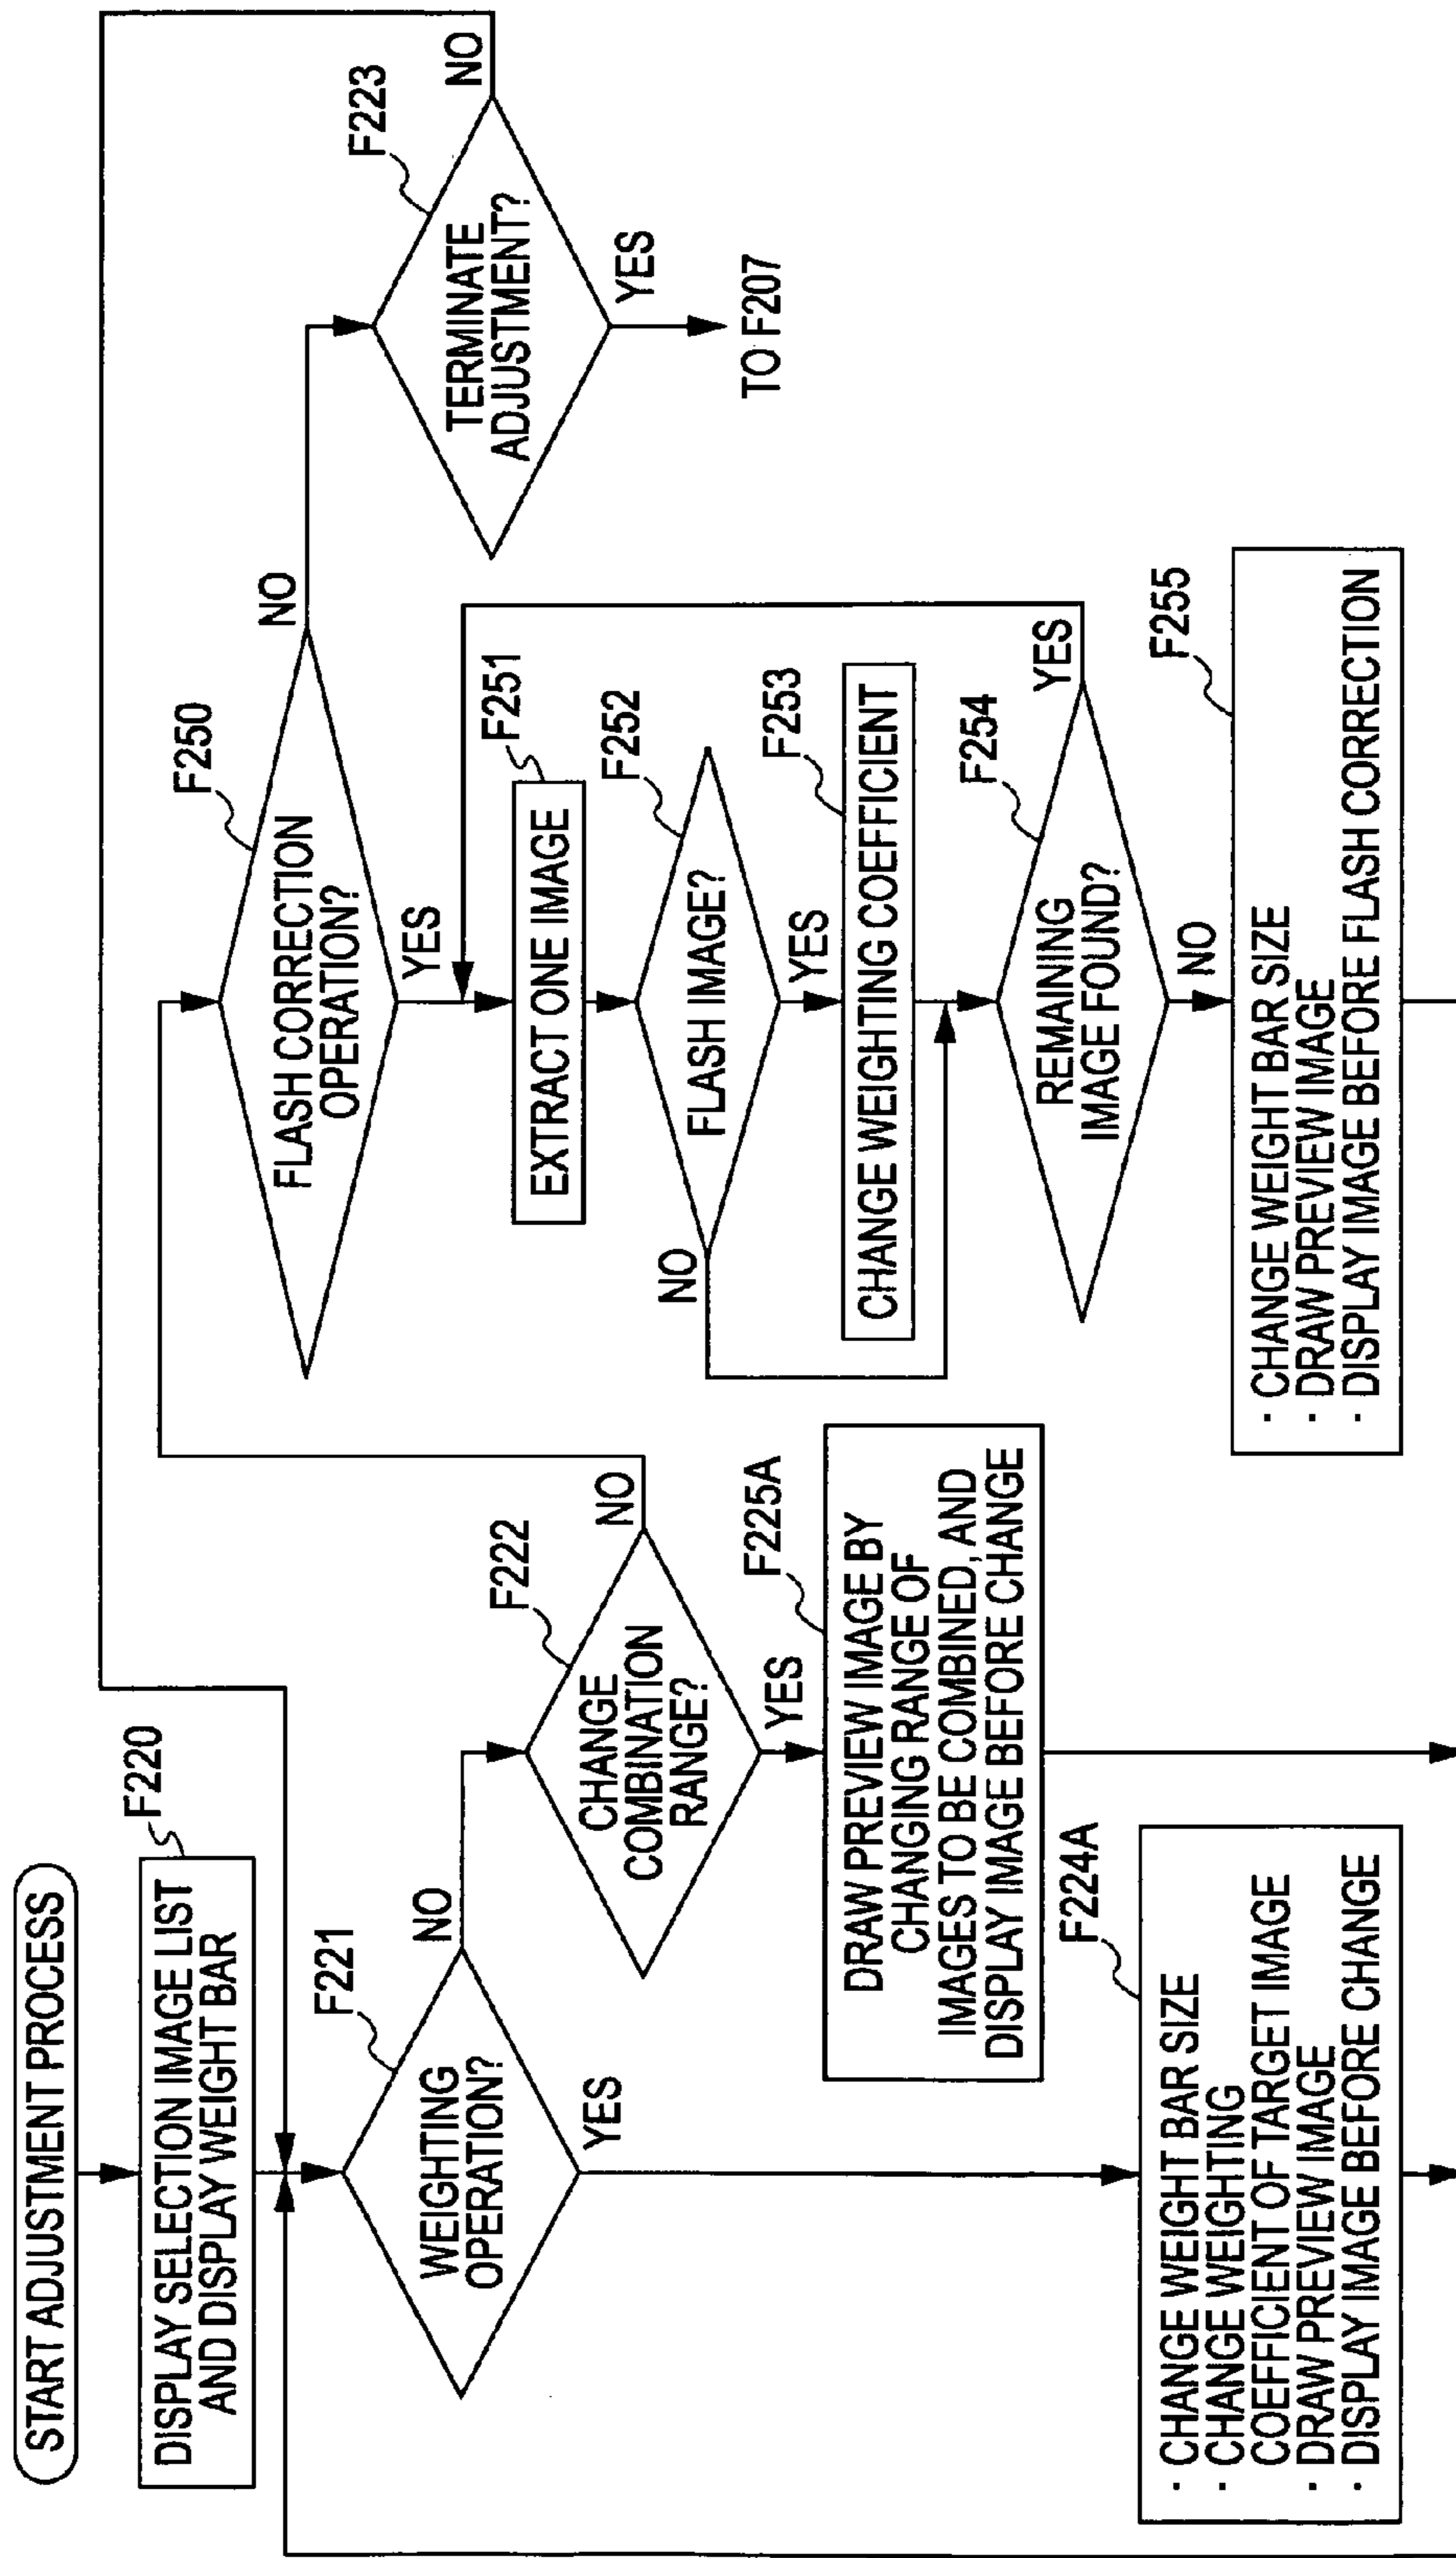 START ADJUSTMENT PROCESS
F220
DISPLAY SELECTION IMAGE LIST
AND DISPLAY WEIGHT BAR
F221
WEIGHTING
OPERATION?
NO
YES
F222
CHANGE
COMBINATION
RANGE?
NO
YES
F224A
· CHANGE WEIGHT BAR SIZE
· CHANGE WEIGHTING
COEFFICIENT OF TARGET IMAGE
· DRAW PREVIEW IMAGE
· DISPLAY IMAGE BEFORE CHANGE
F225A
DRAW PREVIEW IMAGE BY
CHANGING RANGE OF
IMAGES TO BE COMBINED, AND
DISPLAY IMAGE BEFORE CHANGE
F250
FLASH CORRECTION
OPERATION?
NO
YES
F251
EXTRACT ONE IMAGE
F252
FLASH IMAGE?
NO
YES
F253
CHANGE WEIGHTING COEFFICIENT
F254
REMAINING
IMAGE FOUND?
YES
NO
F255
· CHANGE WEIGHT BAR SIZE
· DRAW PREVIEW IMAGE
· DISPLAY IMAGE BEFORE FLASH CORRECTION
F223
TERMINATE
ADJUSTMENT?
NO
YES
TO F207